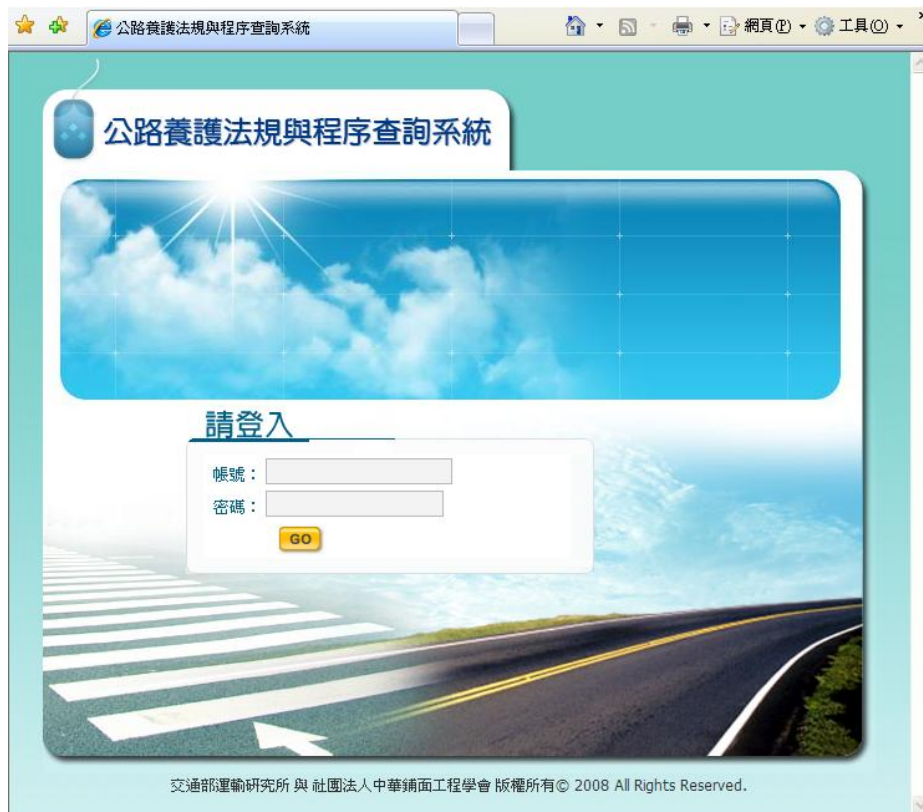 公路養護法規與程序查詢系統
網頁(P)
工具(O)
公路養護法規與程序查詢系統
請登入
帳號：
密碼：
GO
交通部運輸研究所 與 社團法人中華鋪面工程學會 版權所有© 2008 All Rights Reserved.